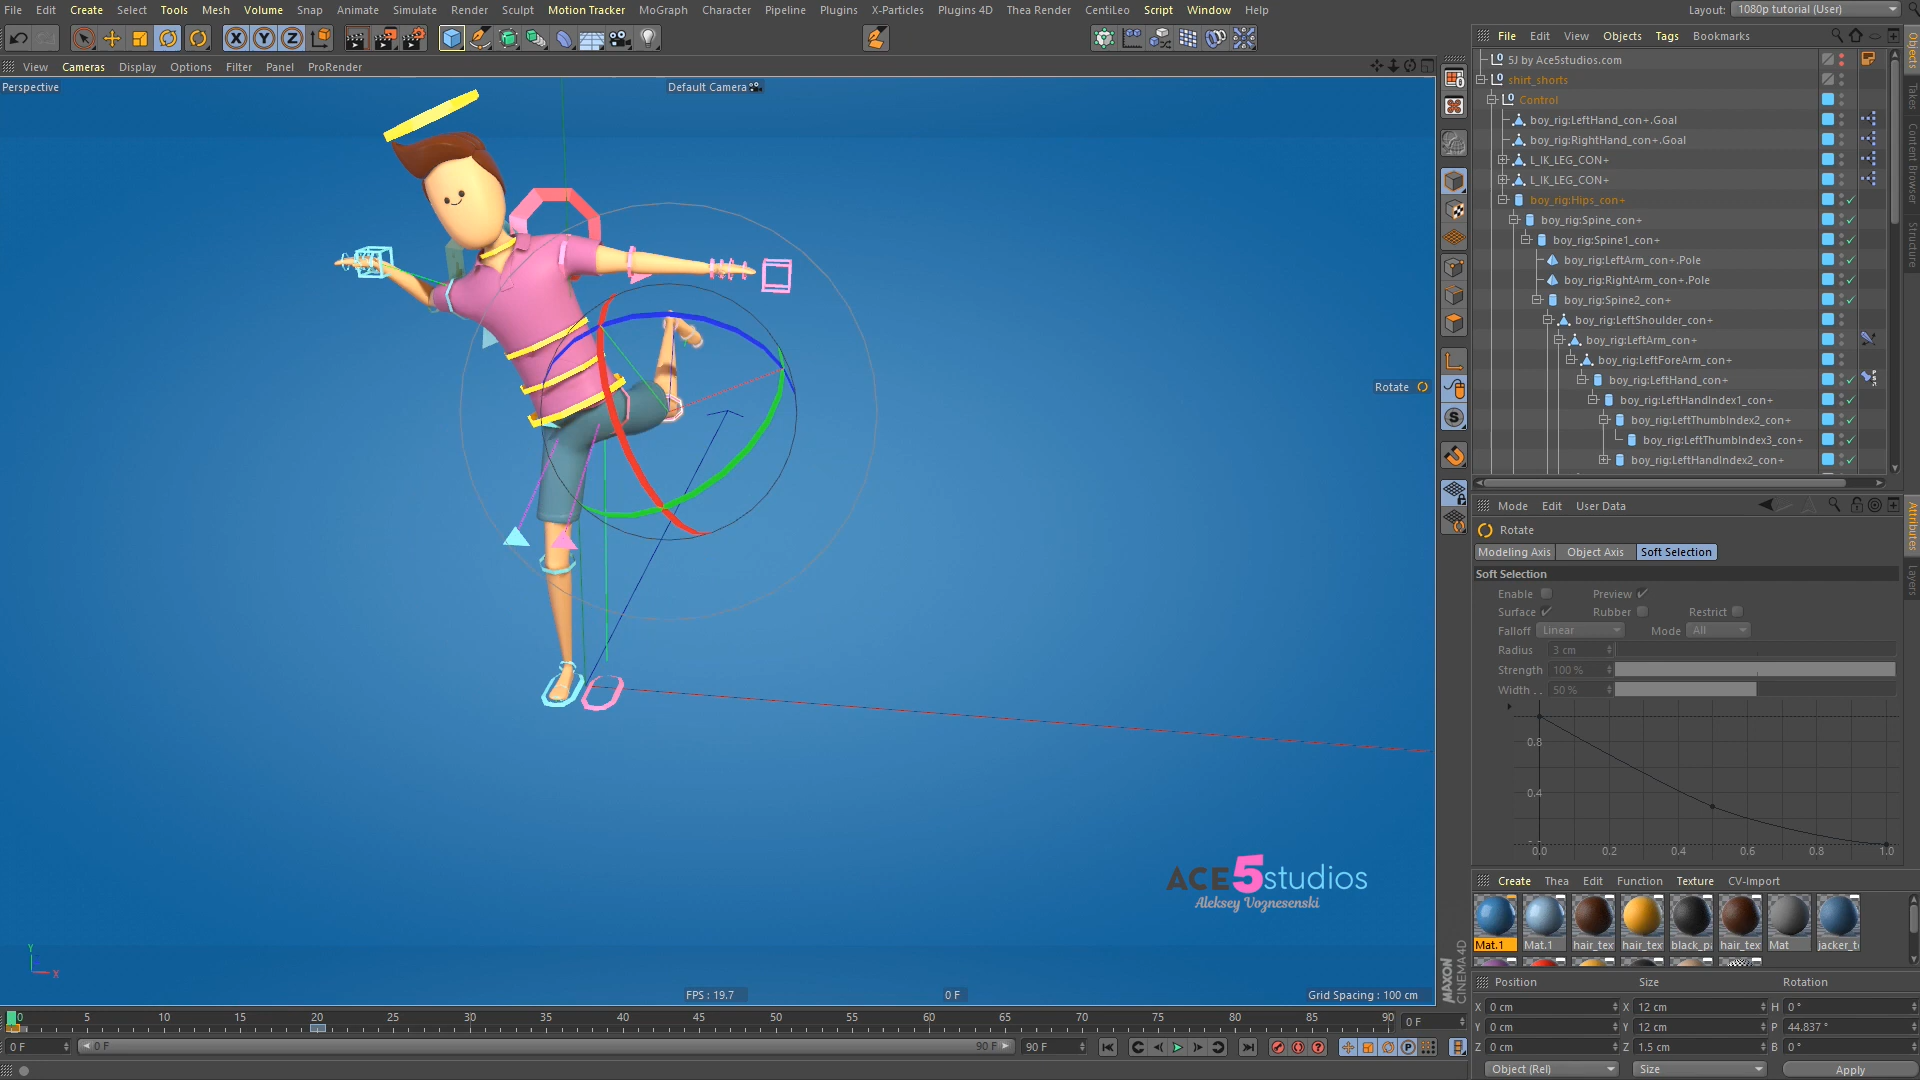 File Edit Create Select Tools Mesh Volume Snap Animate Simulate Render Sculpt Motion Tracker MoGraph Character Pipeline Plugins X-Particles Plugins 4D Thea Render CentiLeo Script Window Help
Layout: 1080p tutorial (User)
X Y Z
File Edit View Objects Tags Bookmarks
View Cameras Display Options Filter Panel ProRender
Perspective
Default Camera
5J by Ace5studios.com
shirt_shorts
Control
boy_rig:LeftHand_con+.Goal
boy_rig:RightHand_con+.Goal
L_IK_LEG_CON+
L_IK_LEG_CON+
boy_rig:Hips_con+
boy_rig:Spine_con+
boy_rig:Spine1_con+
boy_rig:LeftArm_con+.Pole
boy_rig:RightArm_con+.Pole
boy_rig:Spine2_con+
boy_rig:LeftShoulder_con+
boy_rig:LeftArm_con+
boy_rig:LeftForeArm_con+
boy_rig:LeftHand_con+
boy_rig:LeftHandIndex1_con+
boy_rig:LeftThumbIndex2_con+
boy_rig:LeftThumbIndex3_con+
boy_rig:LeftHandIndex2_con+
Objects
Takes
Content Browser
Structure
Rotate
Mode Edit User Data
Rotate
Modeling Axis Object Axis Soft Selection
Soft Selection
Enable Preview
Surface Rubber Restrict
Falloff Linear Mode All
Radius 3 cm
Strength 100 %
Width . . 50 %
0.8
0.4
0.0 0.2 0.4 0.6 0.8 1.0
Attributes
Layers
ACE5studios
Aleksey Voznesenski
Create Thea Edit Function Texture CV-Import
Mat.1 Mat.1 hair_tex hair_tex black_pa hair_tex Mat jacker_te
MAXON
CINEMA4D
Y
X
FPS : 19.7
0 F
Grid Spacing : 100 cm
0 5 10 15 20 25 30 35 40 45 50 55 60 65 70 75 80 85 90
0 F
0 F
0 F
90 F
90 F
Position Size Rotation
X 0 cm X 12 cm H 0 °
Y 0 cm Y 12 cm P 44.837 °
Z 0 cm Z 1.5 cm B 0 °
Object (Rel) Size Apply